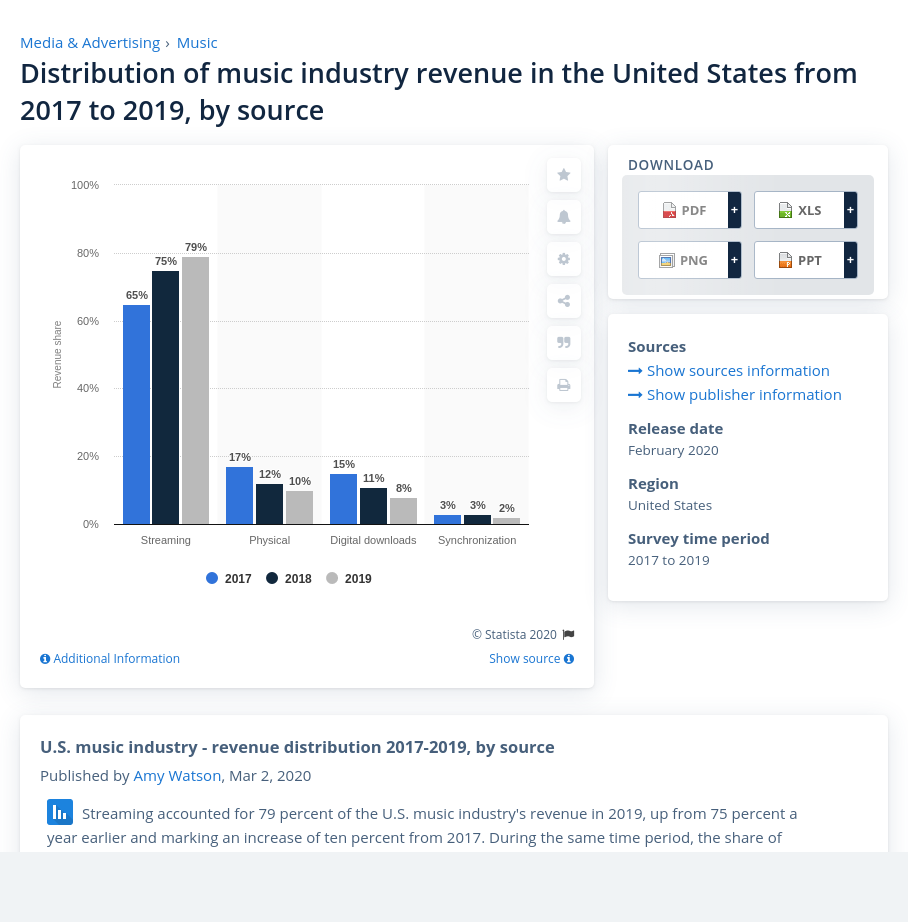 Media & Advertising › Music
Distribution of music industry revenue in the United States from
2017 to 2019, by source
100%
80%
60%
40%
20%
0%
Revenue share
65%
75%
79%
17%
12%
10%
15%
11%
8%
3%
3%
2%
Streaming
Physical
Digital downloads
Synchronization
2017
2018
2019
© Statista 2020
Additional Information
Show source
DOWNLOAD
PDF +
XLS +
PNG +
PPT +
Sources
Show sources information
Show publisher information
Release date
February 2020
Region
United States
Survey time period
2017 to 2019
U.S. music industry - revenue distribution 2017-2019, by source
Published by Amy Watson, Mar 2, 2020
Streaming accounted for 79 percent of the U.S. music industry's revenue in 2019, up from 75 percent a
year earlier and marking an increase of ten percent from 2017. During the same time period, the share of